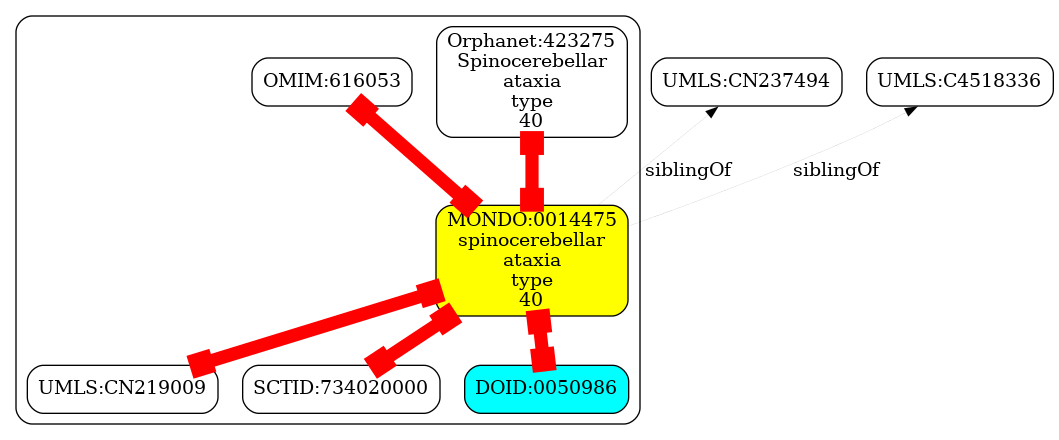 Orphanet:423275
Spinocerebellar
ataxia
type
40
OMIM:616053
UMLS:CN237494
UMLS:C4518336
siblingOf
siblingOf
MONDO:0014475
spinocerebellar
ataxia
type
40
UMLS:CN219009
SCTID:734020000
DOID:0050986